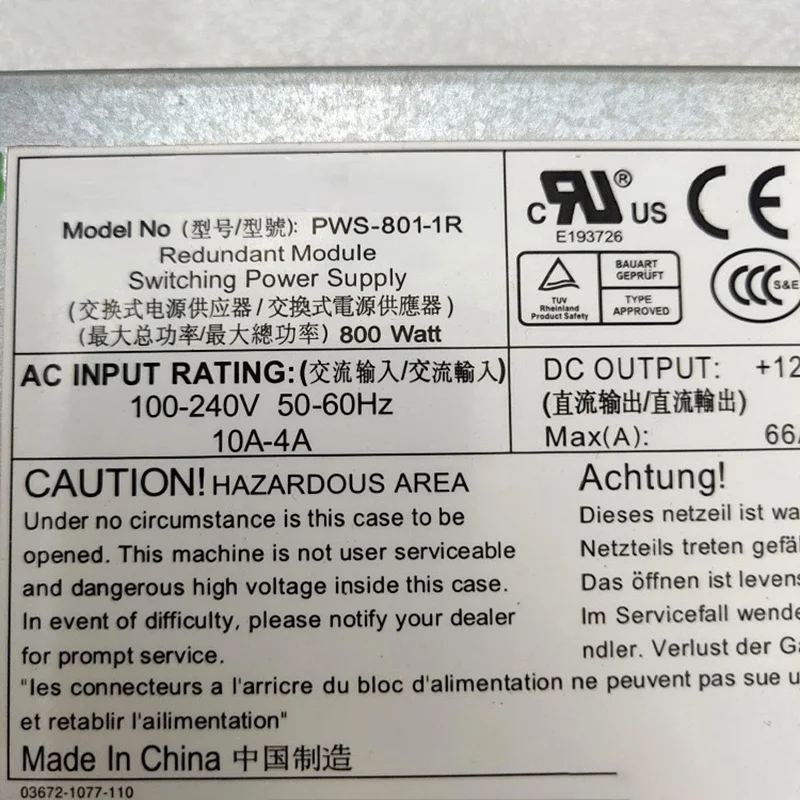 Model No (型号/型號): PWS-801-1R
Redundant Module
Switching Power Supply
(交换式电源供应器/交換式電源供應器)
(最大总功率/最大總功率) 800 Watt
C RU® US
E193726
CE
TUV
Rheinland
Product Safety
BAUART
GEPRÜFT
TYPE
APPROVED
CCC S&E
AC INPUT RATING:(交流输入/交流輸入)
100-240V 50-60Hz
10A-4A
DC OUTPUT: +12
(直流输出/直流輸出)
Max(A): 66
CAUTION! HAZARDOUS AREA
Under no circumstance is this case to be
opened. This machine is not user serviceable
and dangerous high voltage inside this case.
In event of difficulty, please notify your dealer
for prompt service.
Achtung!
Dieses netzeil ist
Netzteils treten
Das öffnen ist
Im Servicefall
ndler. Verlust der
"les connecteurs a l'arricre du bloc d'alimentation ne peuvent pas sue
et retablir l'ailimentation"
Made In China 中国制造
03672-1077-110